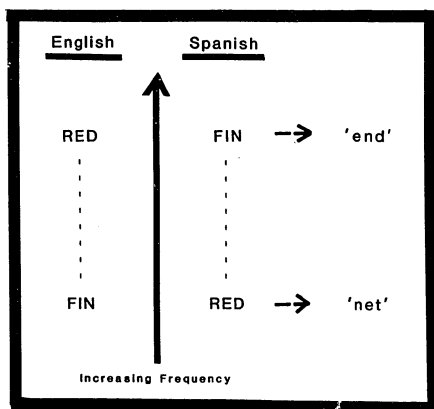 English Spanish
RED FIN 'end'
FIN RED 'net'
Increasing Frequency